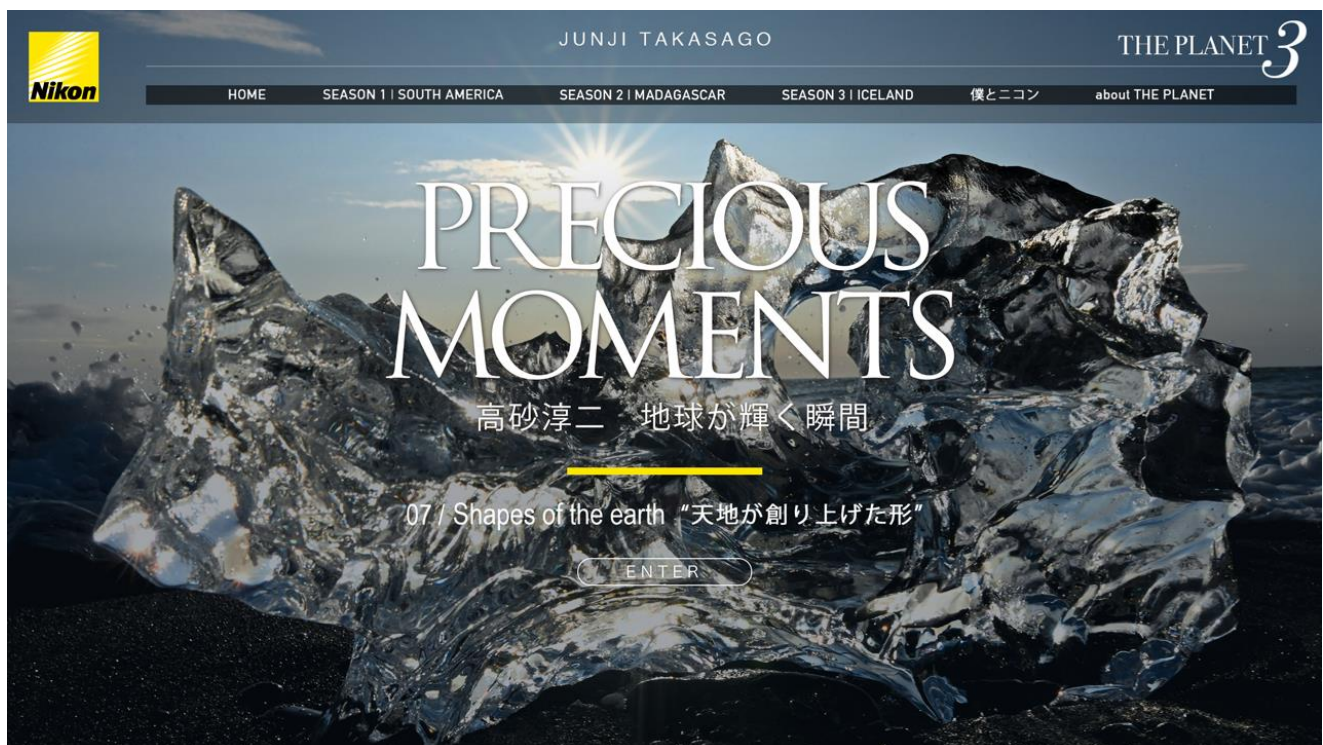 JUNJI TAKASAGO
THE PLANET 3
Nikon
HOME SEASON 1 | SOUTH AMERICA SEASON 2 | MADAGASCAR SEASON 3 | ICELAND 僕とニコン about THE PLANET
PRECIOUS
MOMENTS
高砂淳二 地球が輝く瞬間
07 / Shapes of the earth “天地が創り上げた形”
ENTER